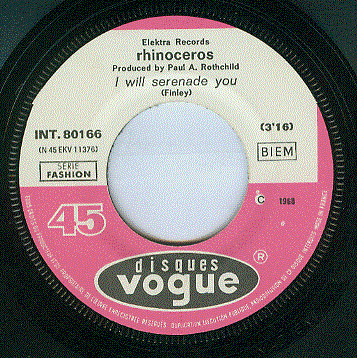 Elektra Records
rhinoceros
Produced by Paul A. Rothchild
I will serenade you
(Finley)
INT. 80166
(3'16)
(N 45 EKV 11376)
BIEM
SERIE
FASHION
© 1968
45
®
disques
vogue